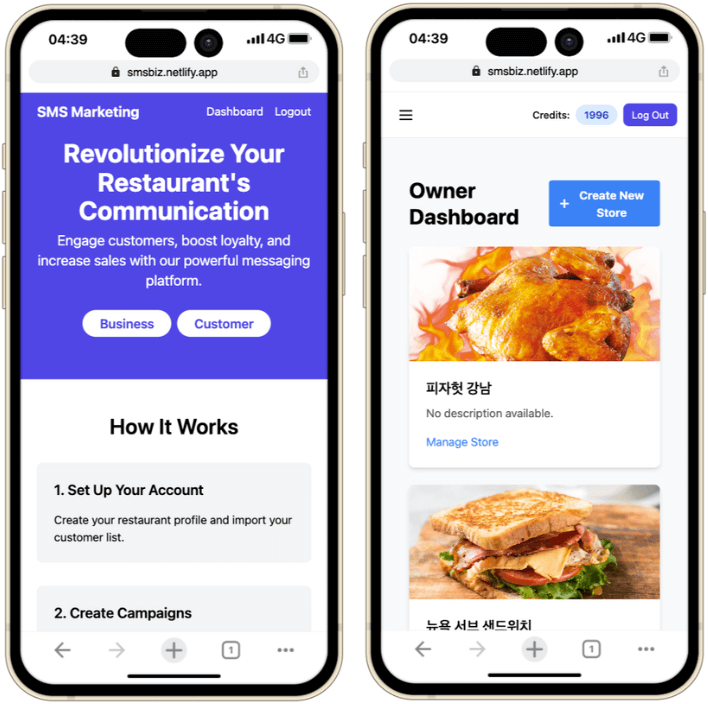 04:39
4G
smsbiz.netlify.app
SMS Marketing
Dashboard Logout
Revolutionize Your
Restaurant's
Communication
Engage customers, boost loyalty, and
increase sales with our powerful messaging
platform.
Business Customer
How It Works
1. Set Up Your Account
Create your restaurant profile and import your
customer list.
2. Create Campaigns
1
04:39
4G
smsbiz.netlify.app
Credits: 1996 Log Out
Owner
Dashboard
+ Create New
Store
피자헛 강남
No description available.
Manage Store
뉴욕 서브 샌드위치
1